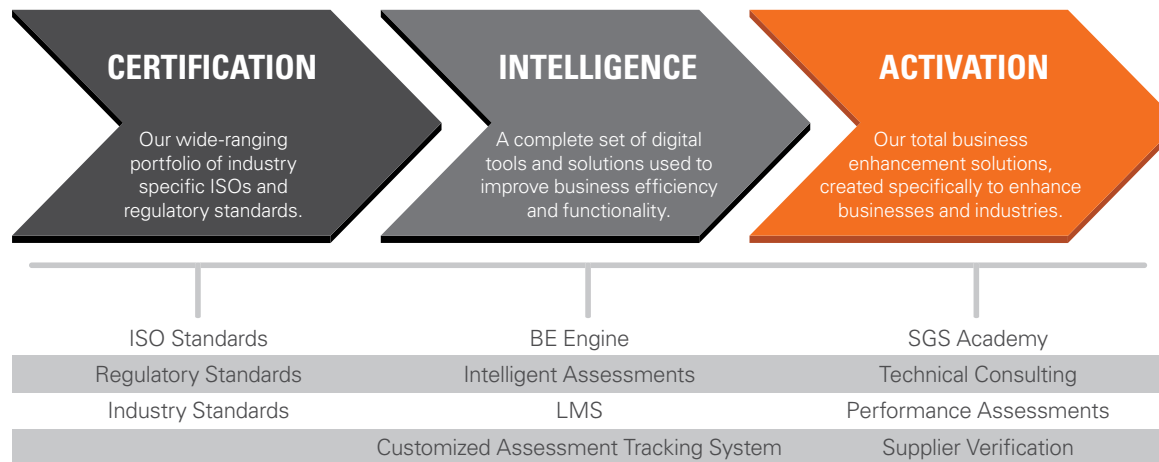 CERTIFICATION
Our wide-ranging
portfolio of industry
specific ISOs and
regulatory standards.
INTELLIGENCE
A complete set of digital
tools and solutions used to
improve business efficiency
and functionality.
ACTIVATION
Our total business
enhancement solutions,
created specifically to enhance
businesses and industries.
ISO Standards
BE Engine
SGS Academy
Regulatory Standards
Intelligent Assessments
Technical Consulting
Industry Standards
LMS
Performance Assessments
Customized Assessment Tracking System
Supplier Verification